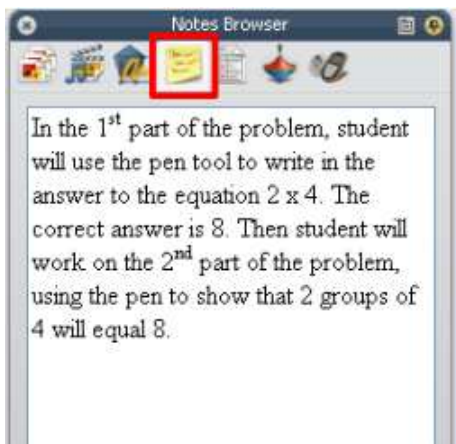 Notes Browser
In the 1st part of the problem, student
will use the pen tool to write in the
answer to the equation 2 x 4. The
correct answer is 8. Then student will
work on the 2nd part of the problem,
using the pen to show that 2 groups of
4 will equal 8.